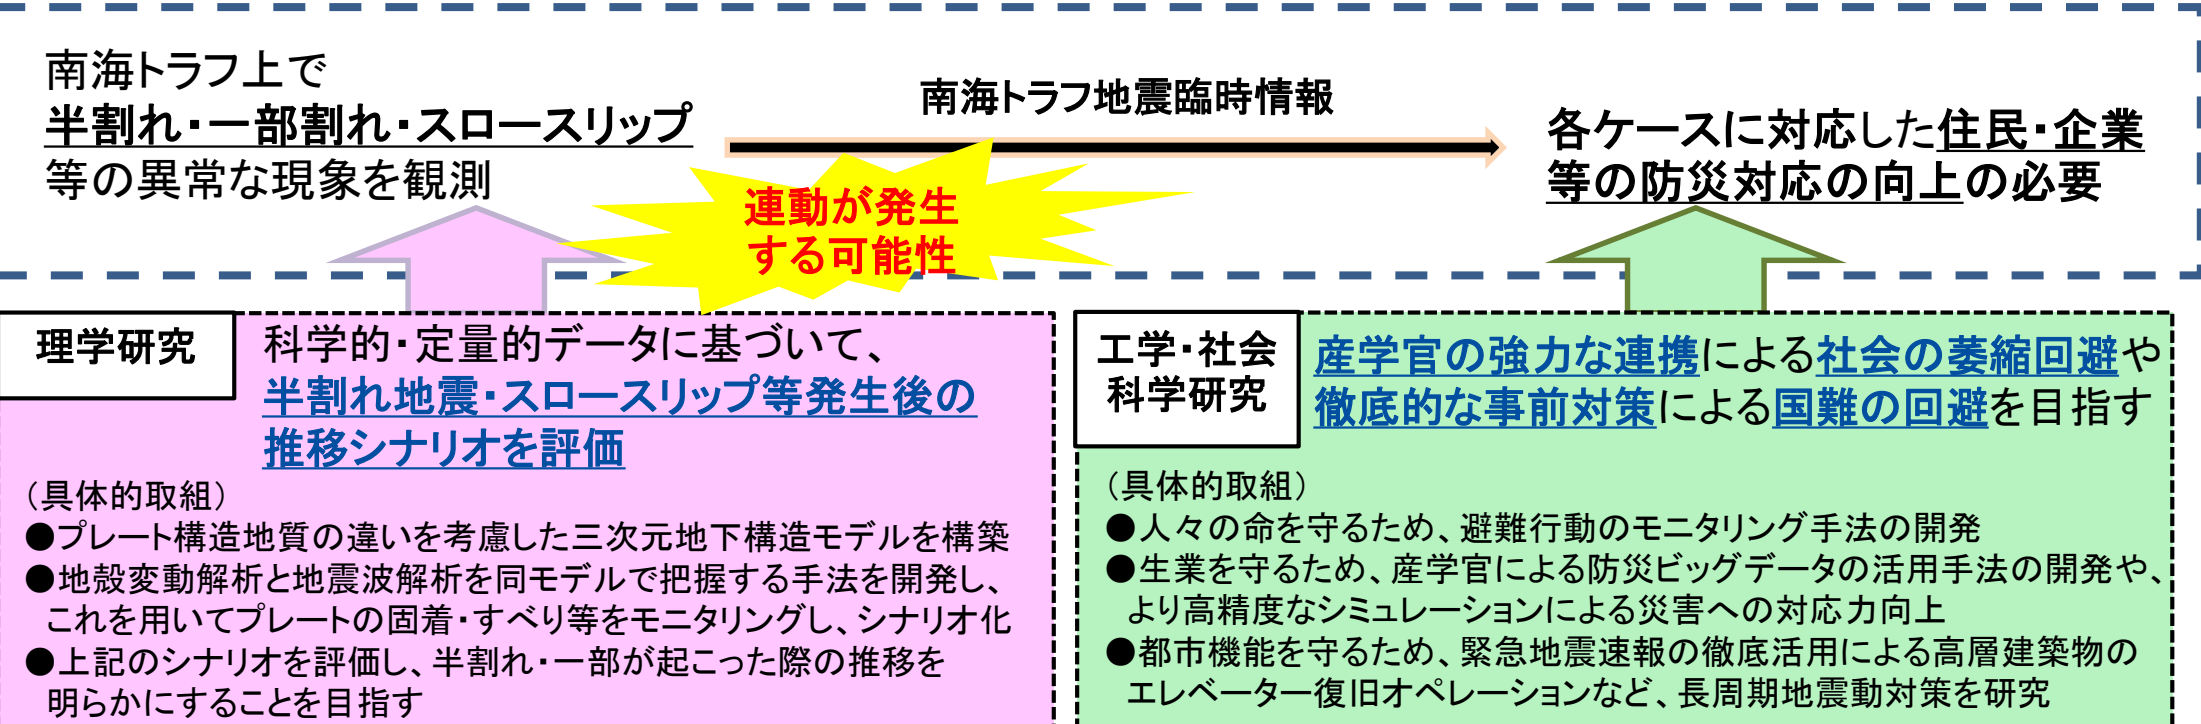 南海トラフ上で
半割れ・一部割れ・スロースリップ
等の異常な現象を観測
南海トラフ地震臨時情報
連動が発生
する可能性
各ケースに対応した住民・企業
等の防災対応の向上の必要
理学研究
科学的・定量的データに基づいて、
半割れ地震・スロースリップ等発生後の
推移シナリオを評価
（具体的取組）
●プレート構造地質の違いを考慮した三次元地下構造モデルを構築
●地殻変動解析と地震波解析を同モデルで把握する手法を開発し、
これを用いてプレートの固着・すべり等をモニタリングし、シナリオ化
●上記のシナリオを評価し、半割れ・一部が起こった際の推移を
明らかにすることを目指す
工学・社会
科学研究
産学官の強力な連携による社会の萎縮回避や
徹底的な事前対策による国難の回避を目指す
（具体的取組）
●人々の命を守るため、避難行動のモニタリング手法の開発
●生業を守るため、産学官による防災ビッグデータの活用手法の開発や、
より高精度なシミュレーションによる災害への対応力向上
●都市機能を守るため、緊急地震速報の徹底活用による高層建築物の
エレベーター復旧オペレーションなど、長周期地震動対策を研究